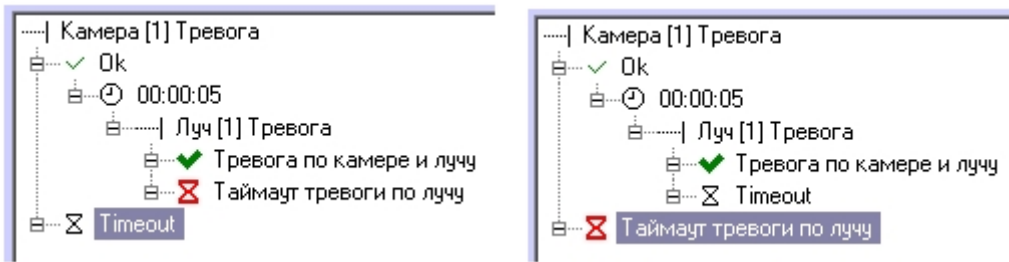 Камера [1] Тревога
Ok
00:00:05
Луч [1] Тревога
Тревога по камере и лучу
Таймаут тревоги по лучу
Timeout
Камера [1] Тревога
Ok
00:00:05
Луч [1] Тревога
Тревога по камере и лучу
Timeout
Таймаут тревоги по лучу